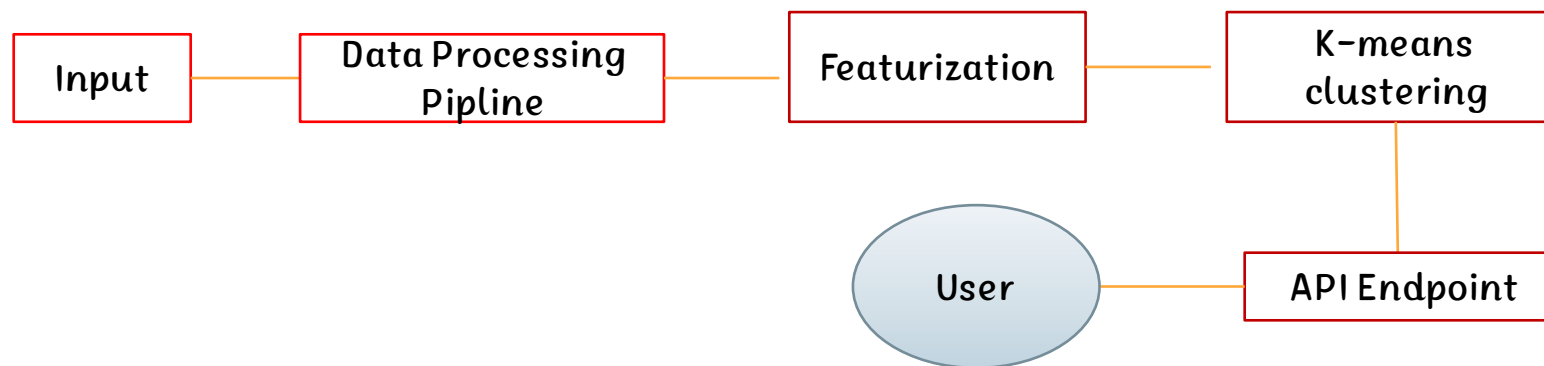 Input
Data Processing
Pipline
Featurization
K-means
clustering
User
API Endpoint